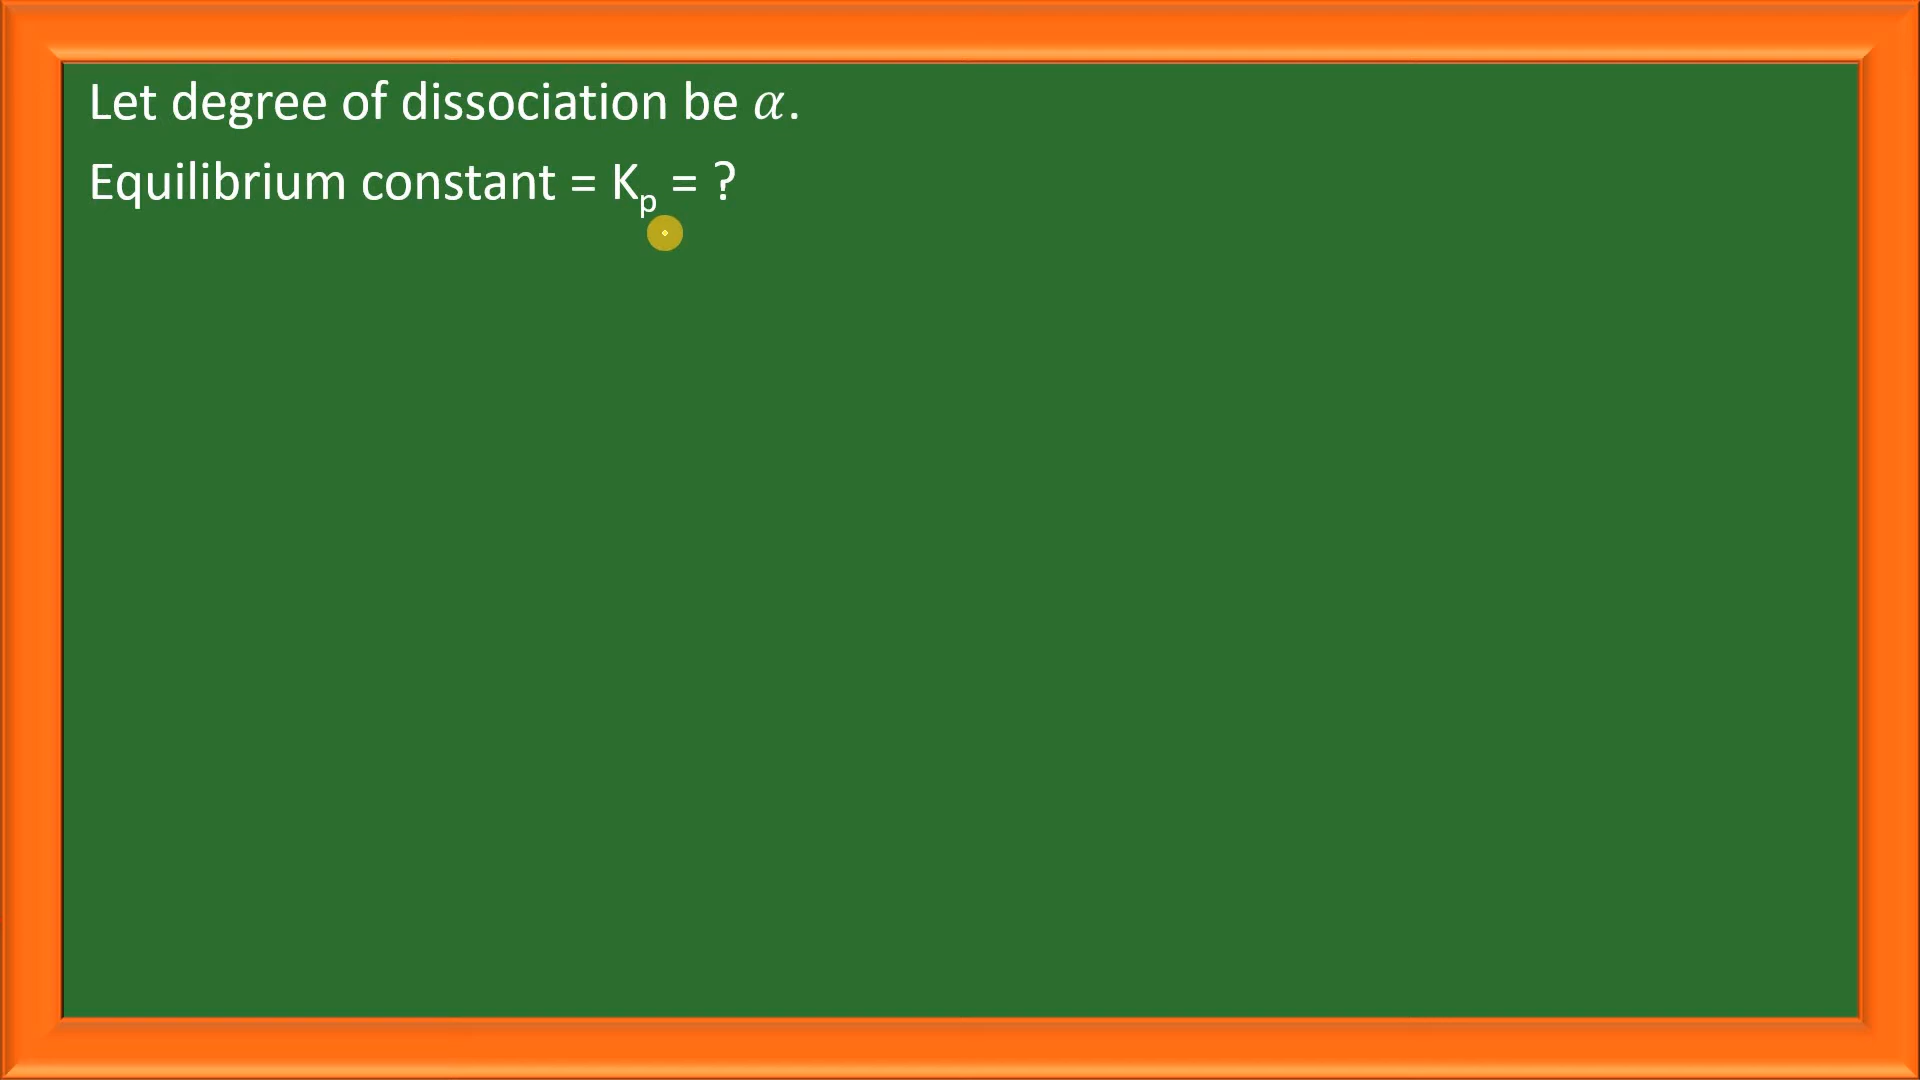 Let degree of dissociation be 𝛼.
Equilibrium constant = Kₚ = ?